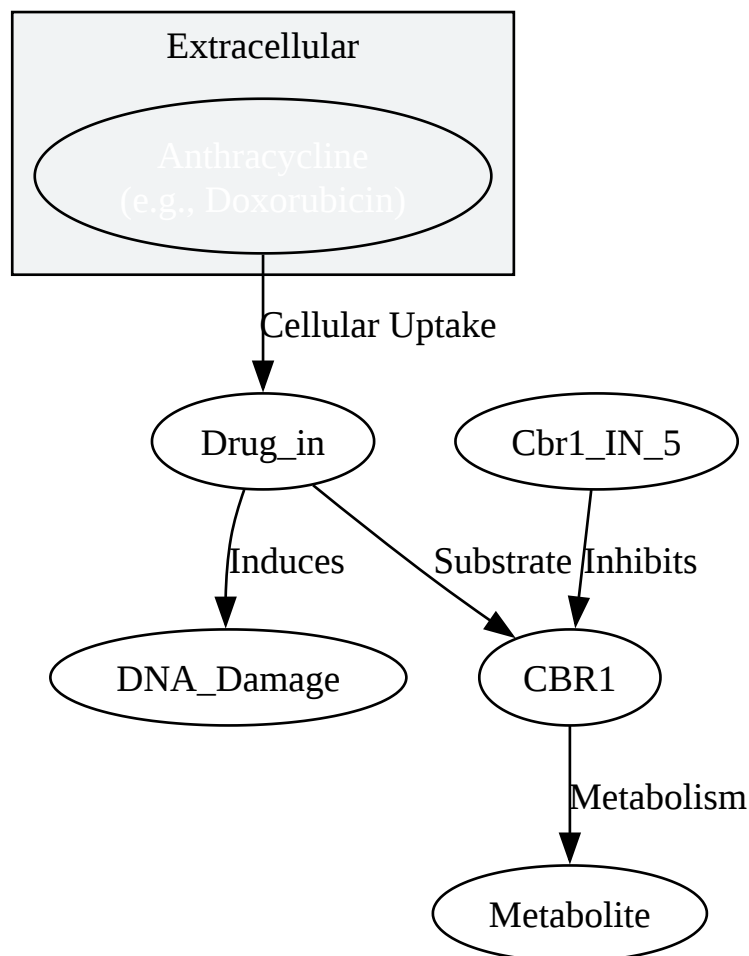 Extracellular
Anthracycline
(e.g., Doxorubicin)
Cellular Uptake
Drug_in
Cbr1_IN_5
Induces
Substrate
Inhibits
DNA_Damage
CBR1
Metabolism
Metabolite